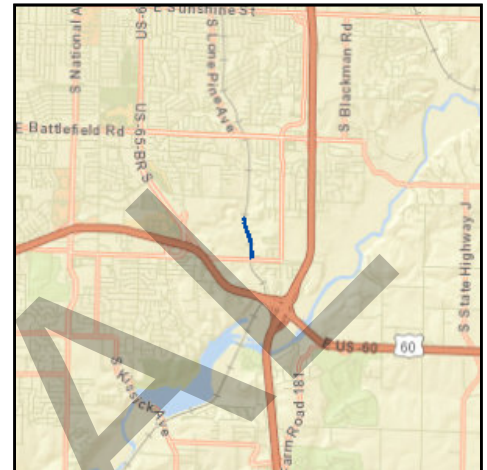 E Sunshine St
S National A
US-6
S Lone Pine Ave
S Blackman Rd
US-65-BR S
E Battlefield Rd
S State Highway J
E US-60
60
S Kissick Ave
arm Road 181